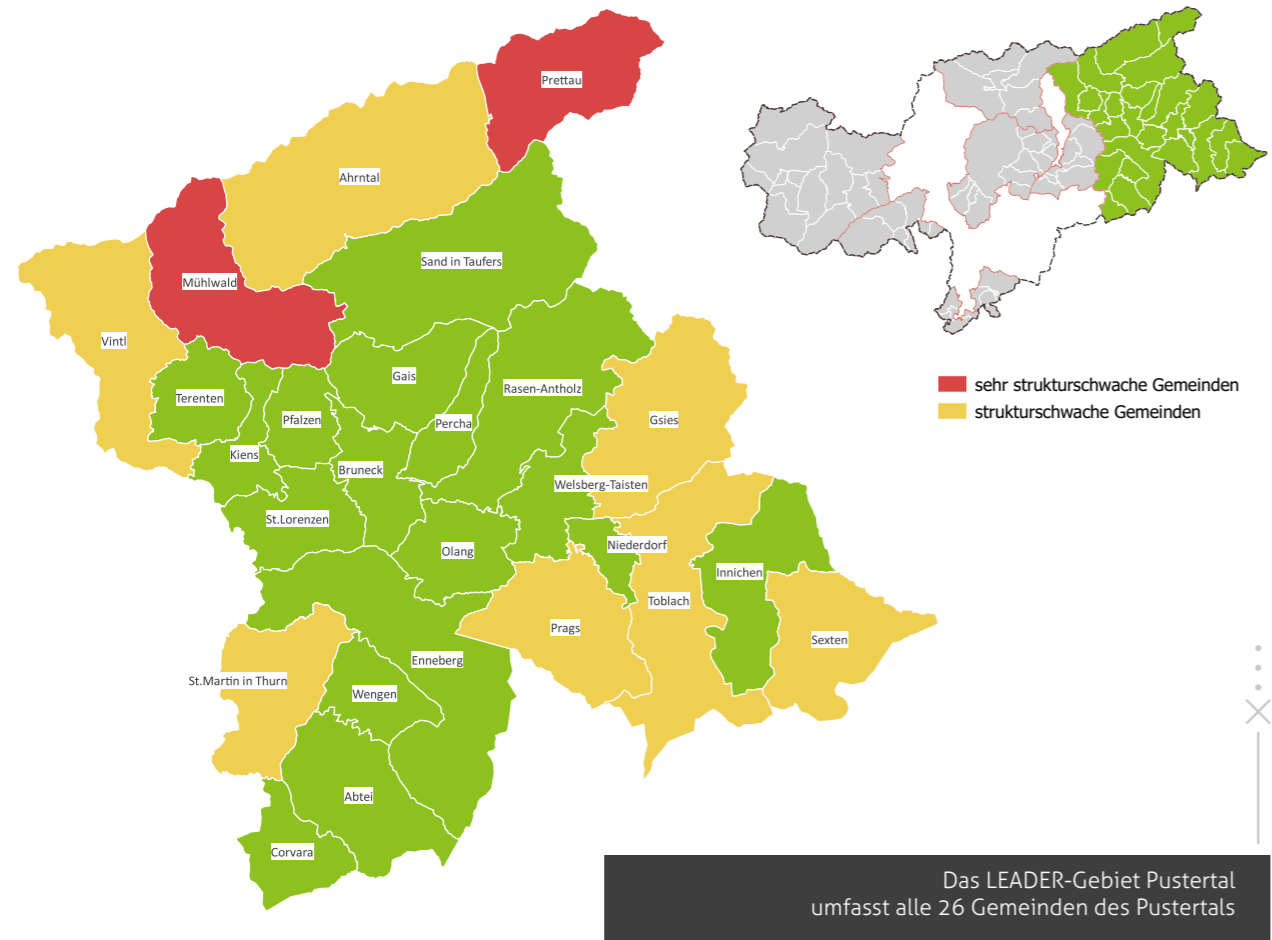 Prettau
Ahrntal
Sand in Taufers
Mühlwald
Vintl
Gais
Rasen-Antholz
Terenten
Pfalzen
Percha
Gsies
Kiens
Bruneck
Welsberg-Taisten
St.Lorenzen
Olang
Niederdorf
Innichen
Toblach
Prags
Sexten
Enneberg
St.Martin in Thurn
Wengen
Abtei
Corvara
sehr strukturschwache Gemeinden
strukturschwache Gemeinden
Das LEADER-Gebiet Pustertal
umfasst alle 26 Gemeinden des Pustertals